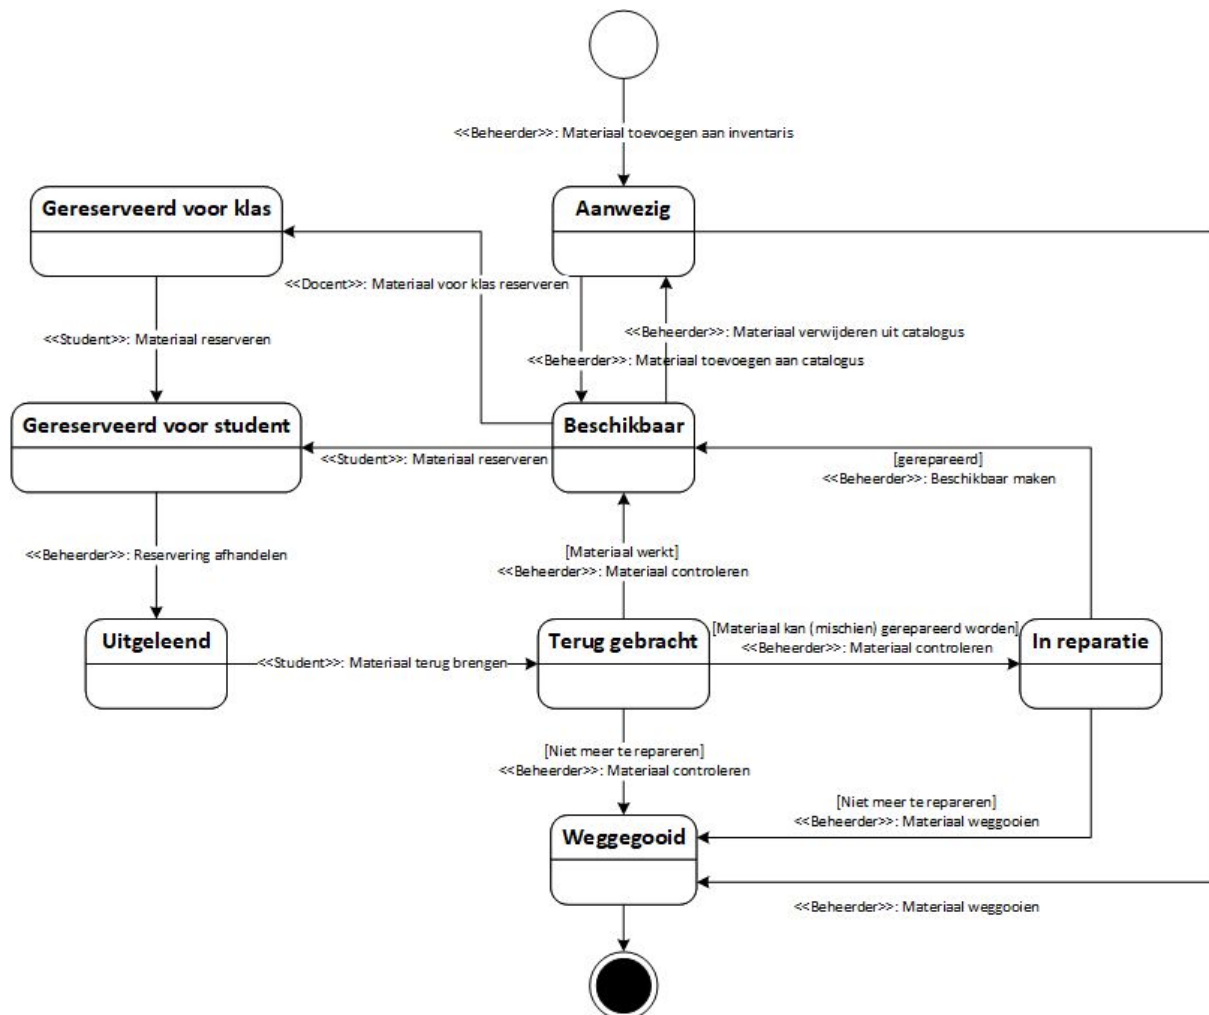 <<Beheerder>>: Materiaal toevoegen aan inventaris
Gereserveerd voor klas
Aanwezig
<<Docent>>: Materiaal voor klas reserveren
<<Student>>: Materiaal reserveren
<<Beheerder>>: Materiaal verwijderen uit catalogus
<<Beheerder>>: Materiaal toevoegen aan catalogus
Gereserveerd voor student
Beschikbaar
<<Student>>: Materiaal reserveren
[gerepareerd]
<<Beheerder>>: Beschikbaar maken
<<Beheerder>>: Reservering afhandelen
[Materiaal werkt]
<<Beheerder>>: Materiaal controleren
Uitgeleend
Terug gebracht
[Materiaal kan (mischien) gerepareerd worden]
<<Beheerder>>: Materiaal controleren
In reparatie
<<Student>>: Materiaal terug brengen
[Niet meer te repareren]
<<Beheerder>>: Materiaal controleren
[Niet meer te repareren]
<<Beheerder>>: Materiaal weggooien
Weggegooid
<<Beheerder>>: Materiaal weggooien